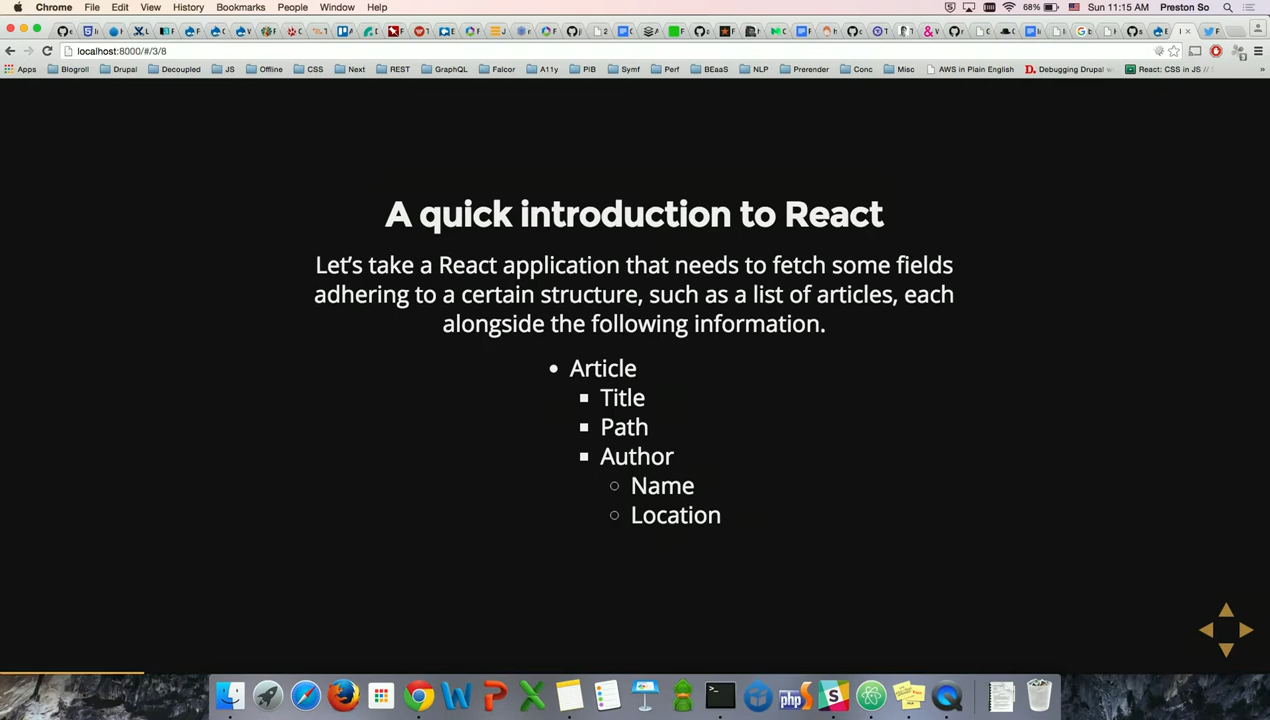 Chrome File Edit View History Bookmarks People Window Help 68% Sun 11:15 AM Preston So
localhost:8000/#/3/8
Apps Blogroll Drupal Decoupled JS Offline CSS Next REST GraphQL Falcor A11y PIB Symf Perf BEaaS NLP Prerender Conc Misc AWS in Plain English Debugging Drupal w React: CSS in JS //
A quick introduction to React
Let’s take a React application that needs to fetch some fields
adhering to a certain structure, such as a list of articles, each
alongside the following information.
Article
Title
Path
Author
Name
Location